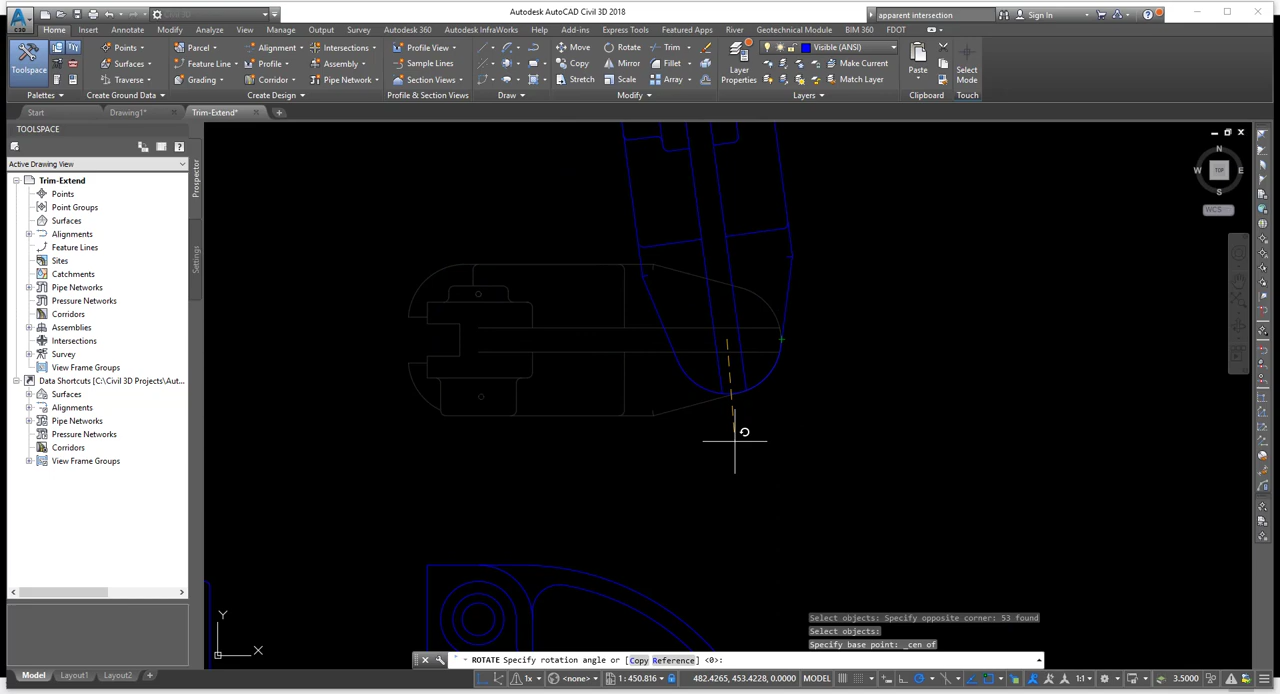 Autodesk AutoCAD Civil 3D 2018
apparent intersection
Sign In
C3D
Home Insert Annotate Modify Analyze View Manage Output Survey Autodesk 360 Autodesk InfraWorks Help Add-ins Express Tools Featured Apps River Geotechnical Module BIM 360 FDOT
Toolspace
Points Parcel Alignment Intersections Profile View
Surfaces Feature Line Profile Assembly Sample Lines
Traverse Grading Corridor Pipe Network Section Views
Move Rotate Trim
Copy Mirror Fillet
Stretch Scale Array
Layer Properties
Visible (ANSI)
Make Current
Match Layer
Paste
Select Mode
Palettes Create Ground Data Create Design Profile & Section Views Draw Modify Layers Clipboard Touch
Start Drawing1* Trim-Extend*
TOOLSPACE
Active Drawing View
Prospector
Settings
Trim-Extend
Points
Point Groups
Surfaces
Alignments
Feature Lines
Sites
Catchments
Pipe Networks
Pressure Networks
Corridors
Assemblies
Intersections
Survey
View Frame Groups
Data Shortcuts [C:\Civil 3D Projects\Aut...
Surfaces
Alignments
Pipe Networks
Pressure Networks
Corridors
View Frame Groups
N
W TOP E
S
WCS
Y
X
Select objects: Specify opposite corner: 53 found
Select objects:
Specify base point: _cen of
ROTATE Specify rotation angle or [Copy Reference] <0>:
Model Layout1 Layout2 +
1x <none> 1 : 450.816 482.4265, 453.4228, 0.0000 MODEL 1:1 3.5000